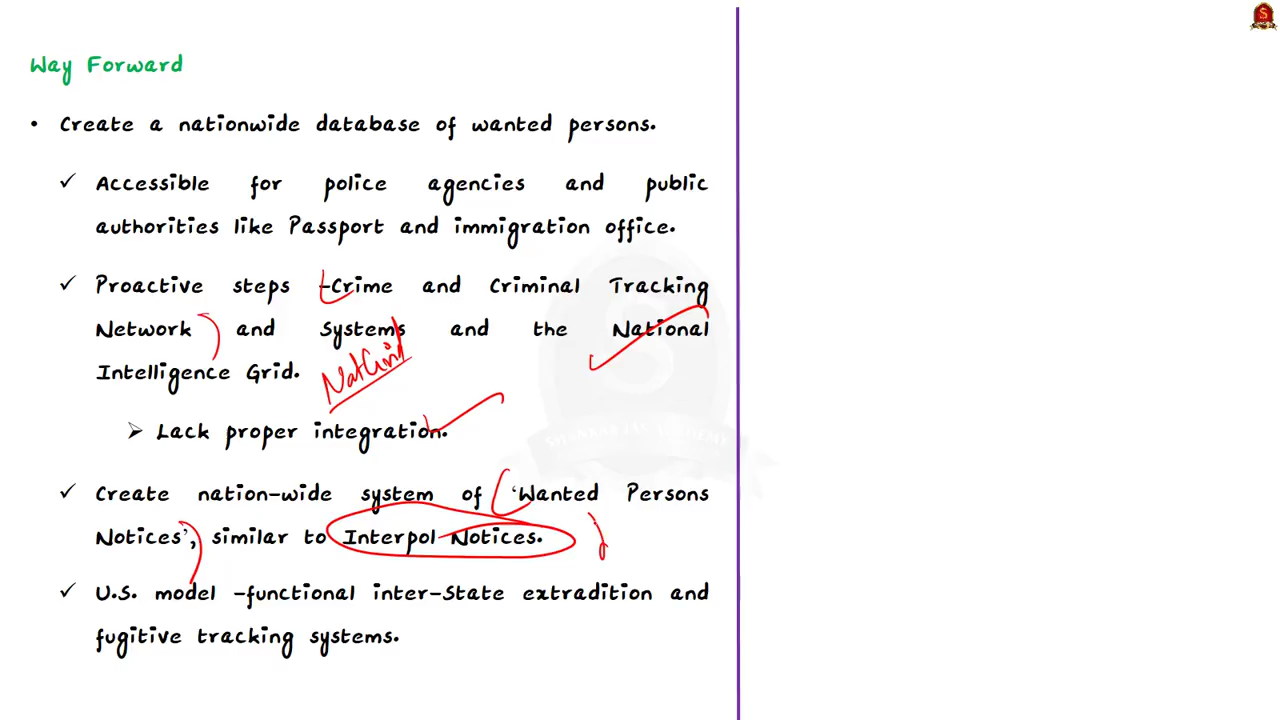 Way Forward
• Create a nationwide database of wanted persons.
✓ Accessible for police agencies and public
authorities like Passport and immigration office.
✓ Proactive steps -Crime and Criminal Tracking
Network and Systems and the National
Intelligence Grid.
NatGrid
➢ Lack proper integration.
✓ Create nation-wide system of ‘Wanted Persons
Notices’, similar to Interpol Notices.
✓ U.S. model -functional inter-State extradition and
fugitive tracking systems.